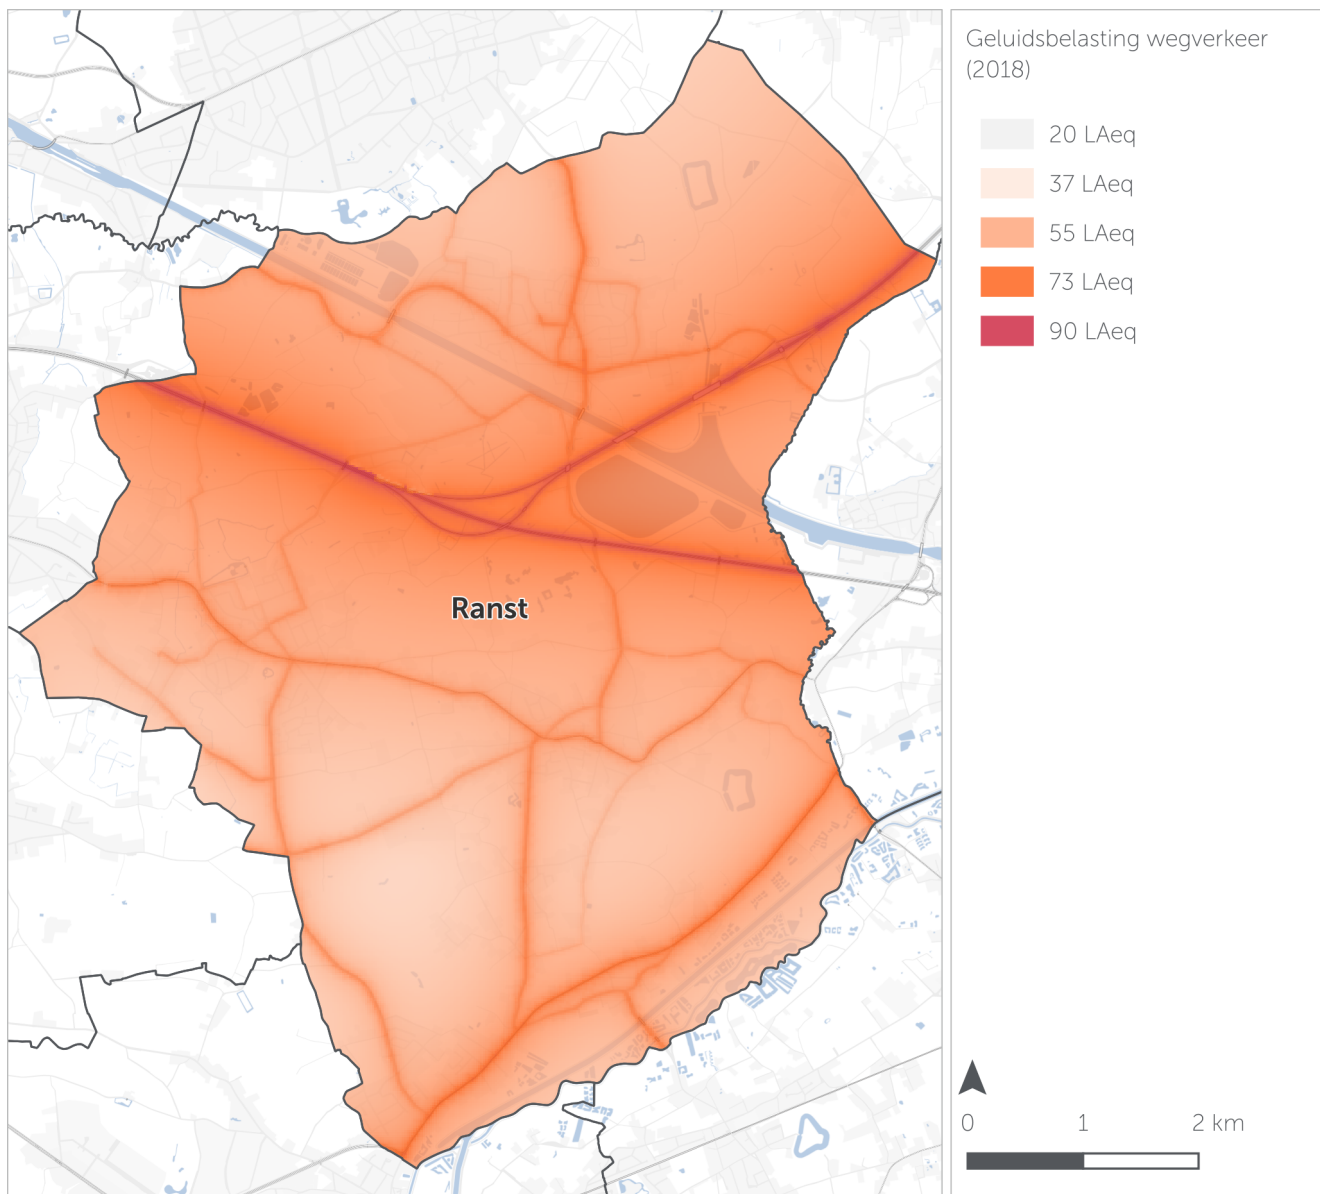 Geluidsbelasting wegverkeer
(2018)
20 LAeq
37 LAeq
55 LAeq
73 LAeq
90 LAeq
Ranst
0 1 2 km